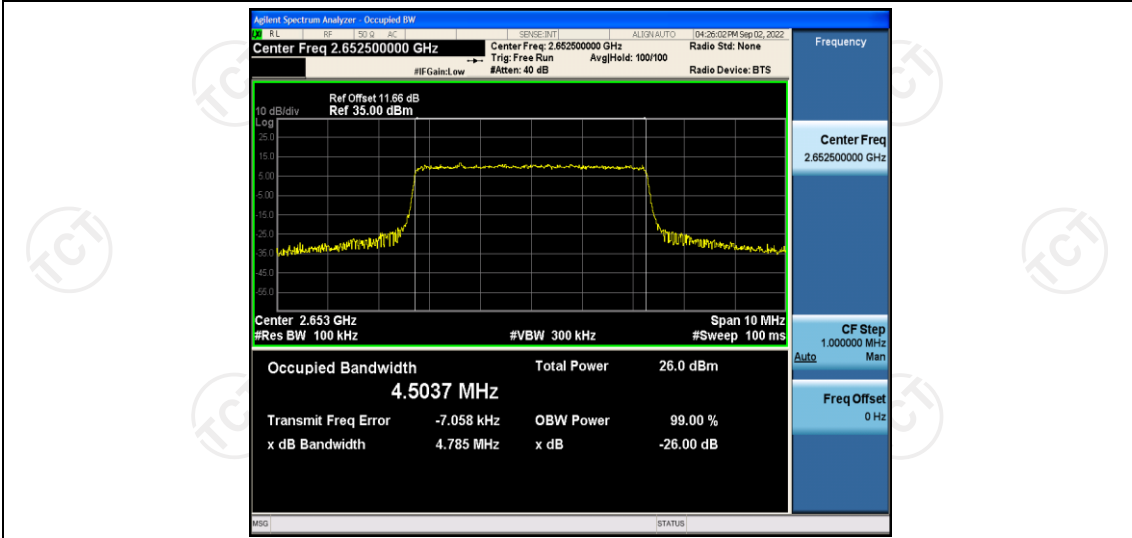 Agilent Spectrum Analyzer - Occupied BW
LXI RL RF 50 Ω AC SENSE:INT ALIGN AUTO 04:26:02 PM Sep 02, 2022
Center Freq 2.652500000 GHz
Center Freq: 2.652500000 GHz
Radio Std: None
Trig: Free Run Avg|Hold: 100/100
#IFGain:Low
#Atten: 40 dB
Radio Device: BTS
Frequency
Ref Offset 11.66 dB
10 dB/div Ref 35.00 dBm
Log
25.0
15.0
5.00
-5.00
-15.0
-25.0
-35.0
-45.0
-55.0
Center 2.653 GHz Span 10 MHz
#Res BW 100 kHz #VBW 300 kHz #Sweep 100 ms
Occupied Bandwidth Total Power 26.0 dBm
4.5037 MHz
Transmit Freq Error -7.058 kHz OBW Power 99.00 %
x dB Bandwidth 4.785 MHz x dB -26.00 dB
Center Freq
2.652500000 GHz
CF Step
1.000000 MHz
Auto Man
Freq Offset
0 Hz
MSG STATUS
TCT
TCT
TCT
TCT
TCT
TCT